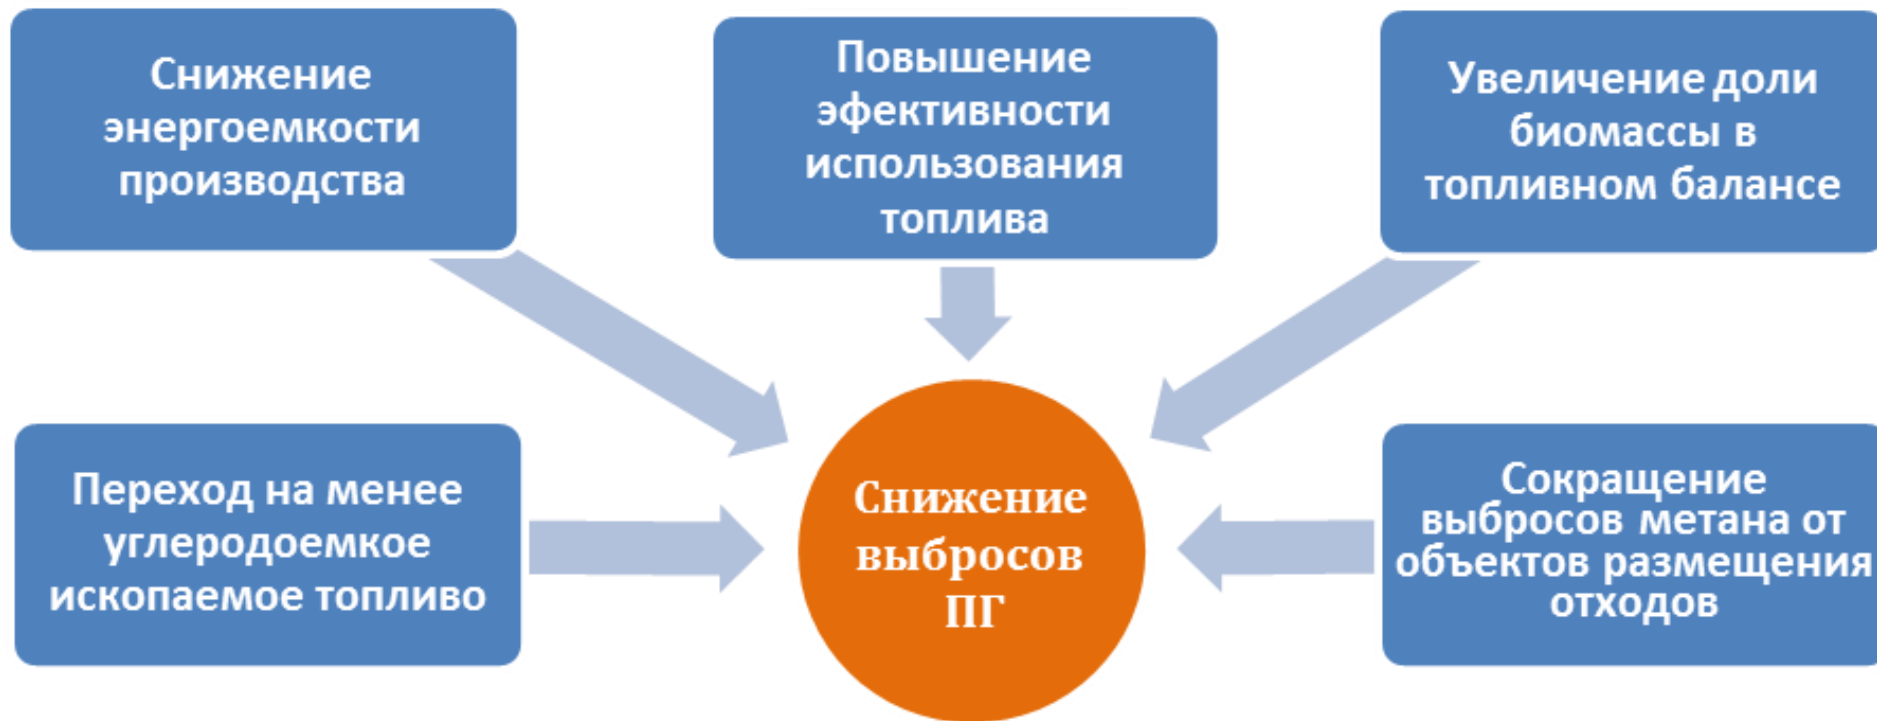 Снижение
энергоемкости
производства
Повышение
эфективности
использования
топлива
Увеличение доли
биомассы в
топливном балансе
Переход на менее
углеродоемкое
ископаемое топливо
Снижение
выбросов
ПГ
Сокращение
выбросов метана от
объектов размещения
отходов